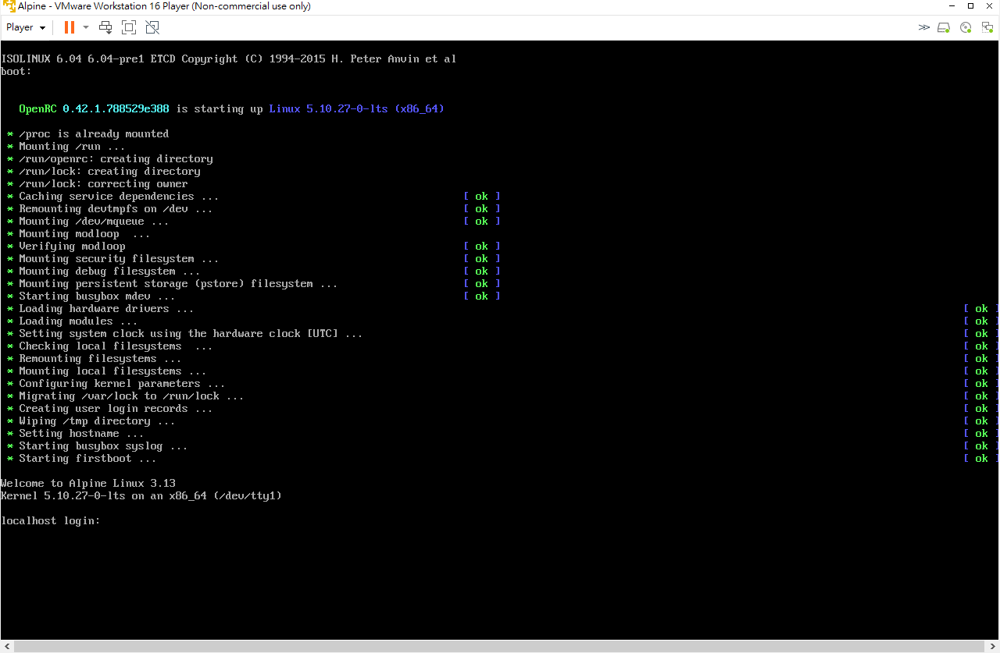 Alpine - VMware Workstation 16 Player (Non-commercial use only)
Player
ISOLINUX 6.04 6.04-pre1 ETCD Copyright (C) 1994-2015 H. Peter Anvin et al
boot:
OpenRC 0.42.1.788529e388 is starting up Linux 5.10.27-0-lts (x86_64)
* /proc is already mounted
* Mounting /run ...
* /run/openrc: creating directory
* /run/lock: creating directory
* /run/lock: correcting owner
* Caching service dependencies ... [ ok ]
* Remounting devtmpfs on /dev ... [ ok ]
* Mounting /dev/mqueue ... [ ok ]
* Mounting modloop  ...
* Verifying modloop [ ok ]
* Mounting security filesystem ... [ ok ]
* Mounting debug filesystem ... [ ok ]
* Mounting persistent storage (pstore) filesystem ... [ ok ]
* Starting busybox mdev ... [ ok ]
* Loading hardware drivers ... [ ok ]
* Loading modules ... [ ok ]
* Setting system clock using the hardware clock [UTC] ... [ ok ]
* Checking local filesystems  ... [ ok ]
* Remounting filesystems ... [ ok ]
* Mounting local filesystems ... [ ok ]
* Configuring kernel parameters ... [ ok ]
* Migrating /var/lock to /run/lock ... [ ok ]
* Creating user login records ... [ ok ]
* Wiping /tmp directory ... [ ok ]
* Setting hostname ... [ ok ]
* Starting busybox syslog ... [ ok ]
* Starting firstboot ... [ ok ]
Welcome to Alpine Linux 3.13
Kernel 5.10.27-0-lts on an x86_64 (/dev/tty1)
localhost login: